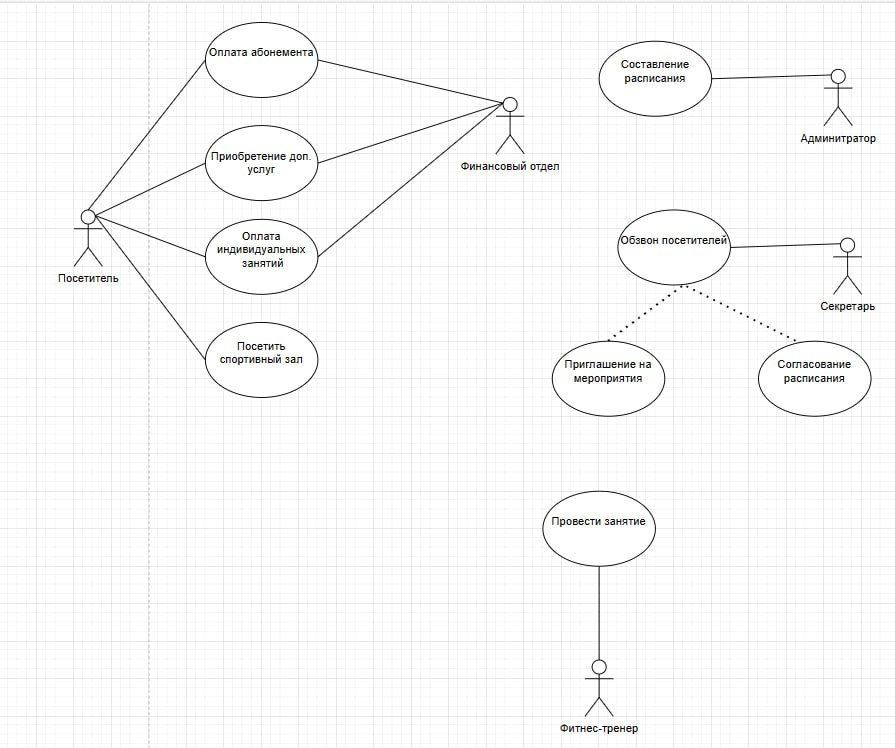 Оплата абонемента
Приобретение доп.
услуг
Оплата
индивидуальных
занятий
Посетить
спортивный зал
Посетитель
Финансовый отдел
Составление
расписания
Админитратор
Обзвон посетителей
Секретарь
Приглашение на
мероприятия
Согласование
расписания
Провести занятие
Фитнес-тренер